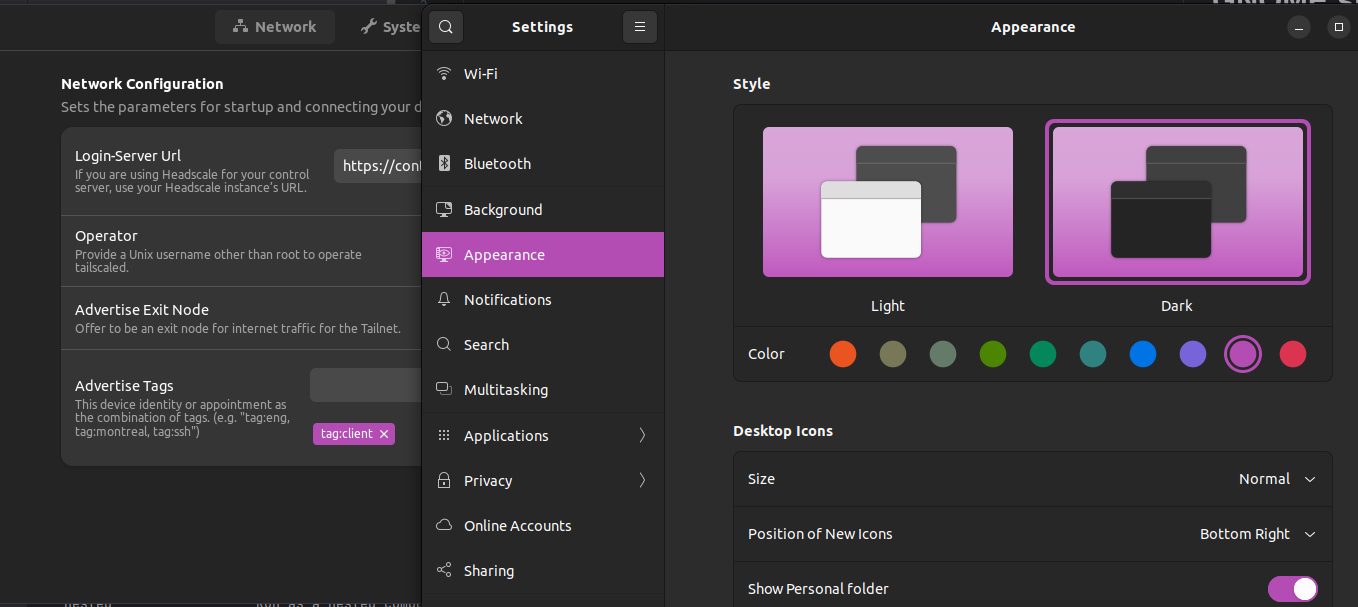 Network
Syste
Network Configuration
Sets the parameters for startup and connecting your d
Login-Server Url
If you are using Headscale for your control
server, use your Headscale instance's URL.
https://cont
Operator
Provide a Unix username other than root to operate
tailscaled.
Advertise Exit Node
Offer to be an exit node for internet traffic for the Tailnet.
Advertise Tags
This device identity or appointment as
the combination of tags. (e.g. "tag:eng,
tag:montreal, tag:ssh")
tag:client
Settings
Wi-Fi
Network
Bluetooth
Background
Appearance
Notifications
Search
Multitasking
Applications
Privacy
Online Accounts
Sharing
Appearance
Style
Light
Dark
Color
Desktop Icons
Size
Normal
Position of New Icons
Bottom Right
Show Personal folder